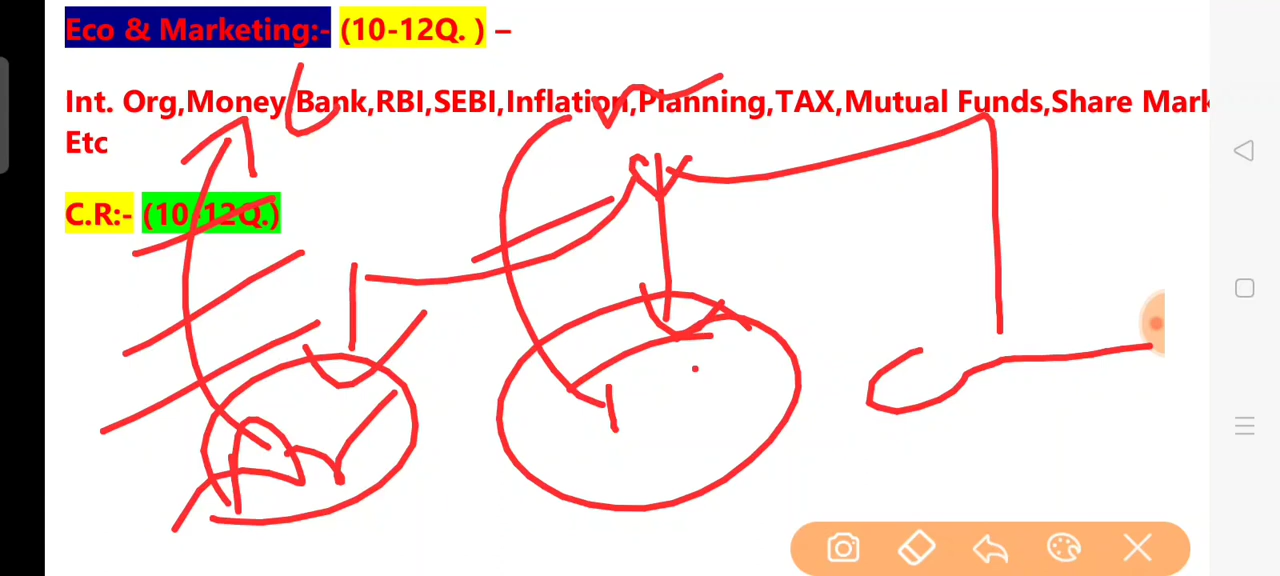 Eco & Marketing:- (10-12Q. ) –
Int. Org,Money/Bank,RBI,SEBI,Inflation,Planning,TAX,Mutual Funds,Share Mark
Etc
C.R:- (10-12Q.)